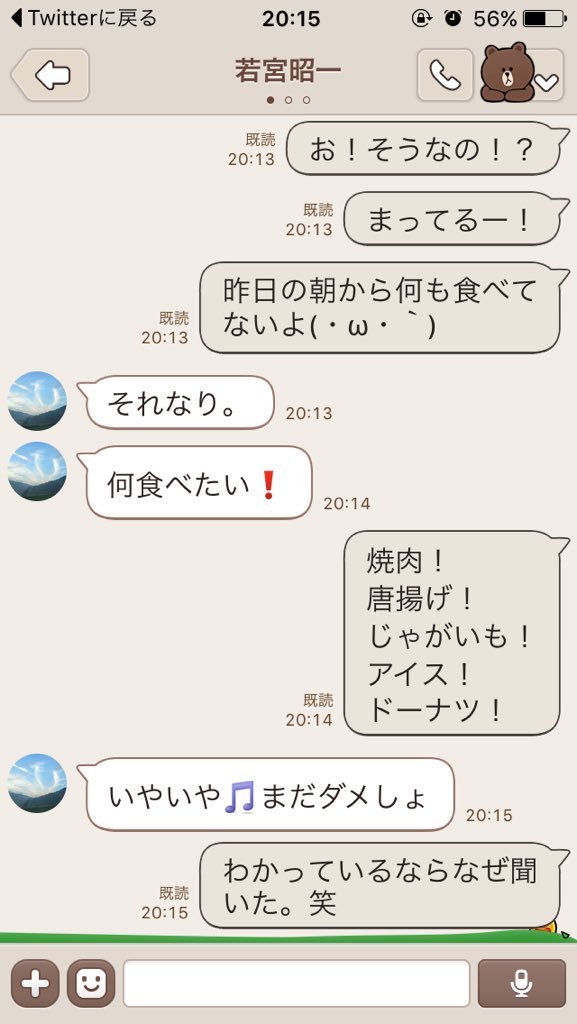 Twitterに戻る 20:15 56%
若宮昭一
お！そうなの！？
既読
20:13
まってるー！
既読
20:13
昨日の朝から何も食べて
ないよ(・ω・｀)
既読
20:13
それなり。
20:13
何食べたい❗
20:14
焼肉！
唐揚げ！
じゃがいも！
アイス！
ドーナツ！
既読
20:14
いやいや🎵まだダメしょ
20:15
わかっているならなぜ聞
いた。笑
既読
20:15